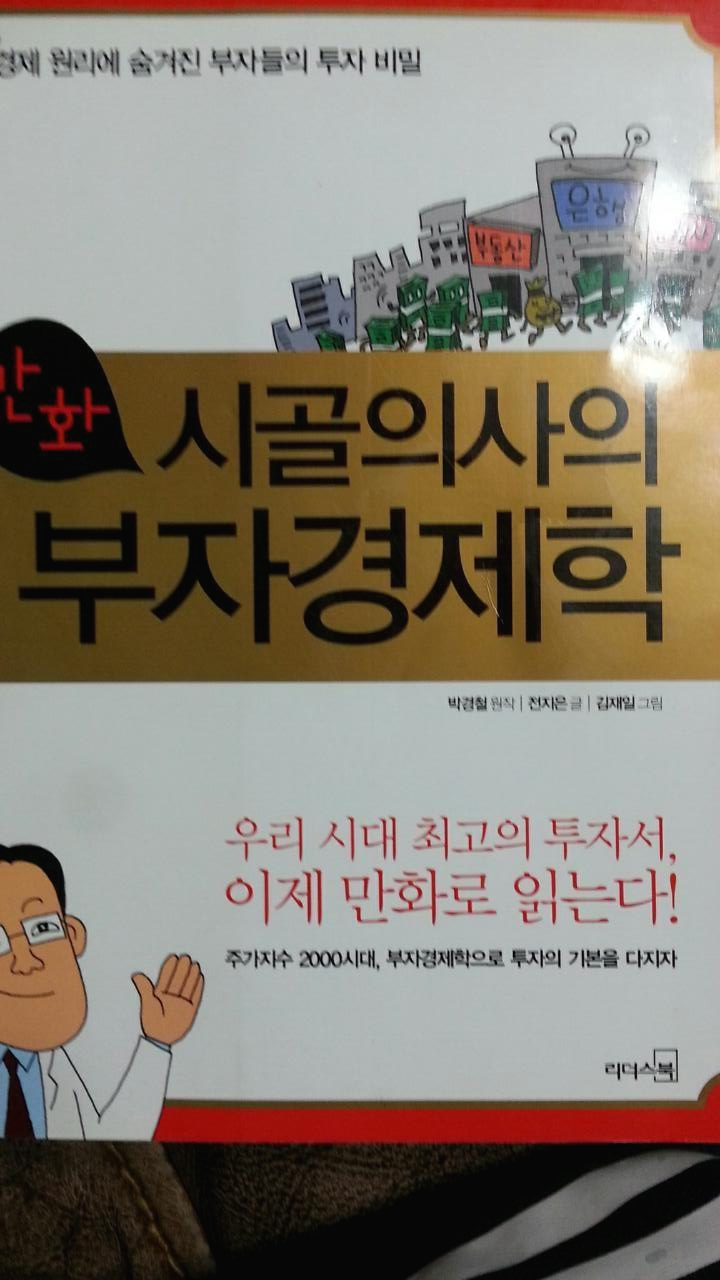 경제 원리에 숨겨진 부자들의 투자 비밀
은행
부동산
만화
시골의사의
부자경제학
박경철 원작 | 전지은 글 | 김재일 그림
우리 시대 최고의 투자서,
이제 만화로 읽는다!
주가지수 2000시대, 부자경제학으로 투자의 기본을 다지자
리더스북